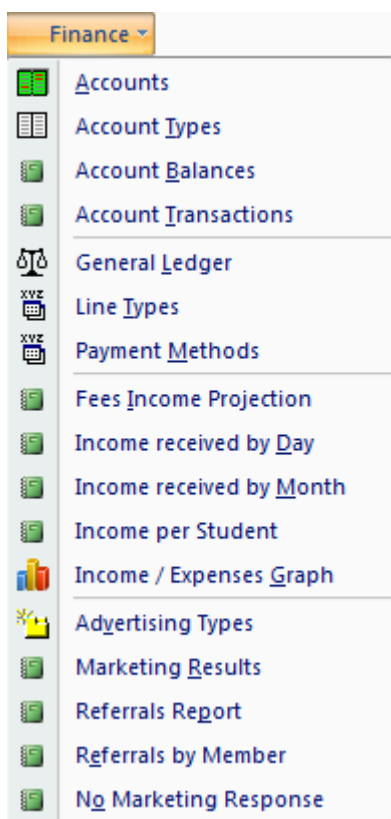 Finance
Accounts
Account Types
Account Balances
Account Transactions
General Ledger
XYZ
Line Types
XYZ
Payment Methods
Fees Income Projection
Income received by Day
Income received by Month
Income per Student
Income / Expenses Graph
Advertising Types
Marketing Results
Referrals Report
Referrals by Member
No Marketing Response